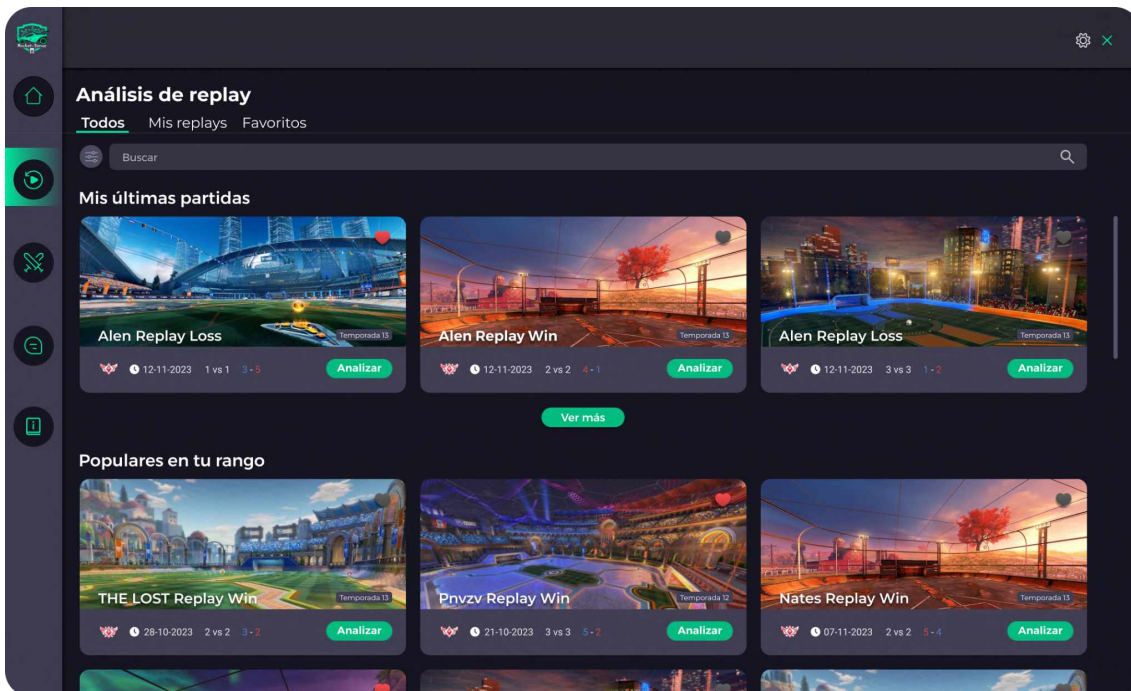 Análisis de replay
Todos Mis replays Favoritos
Buscar
Mis últimas partidas
Alen Replay Loss Temporada 13
12-11-2023 1 vs 1 3 - 5 Analizar
Alen Replay Win Temporada 13
12-11-2023 2 vs 2 4 - 1 Analizar
Alen Replay Loss Temporada 13
12-11-2023 3 vs 3 1 - 2 Analizar
Ver más
Populares en tu rango
THE LOST Replay Win Temporada 13
28-10-2023 2 vs 2 3 - 2 Analizar
Pnvzv Replay Win Temporada 12
21-10-2023 3 vs 3 5 - 2 Analizar
Nates Replay Win Temporada 13
07-11-2023 2 vs 2 5 - 4 Analizar